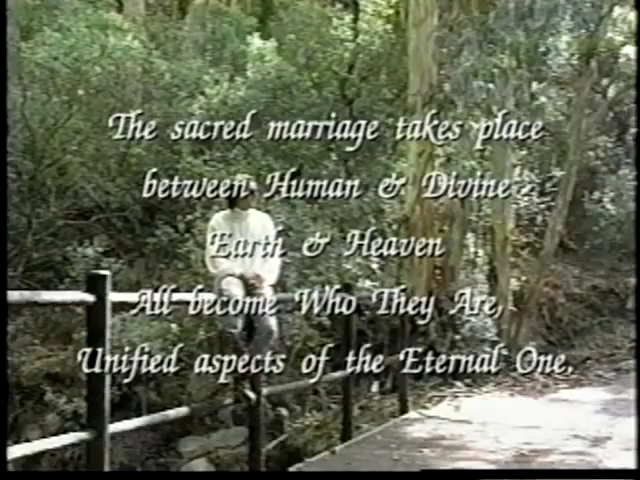 The sacred marriage takes place
between Human & Divine
Earth & Heaven
All become Who They Are,
Unified aspects of the Eternal One.